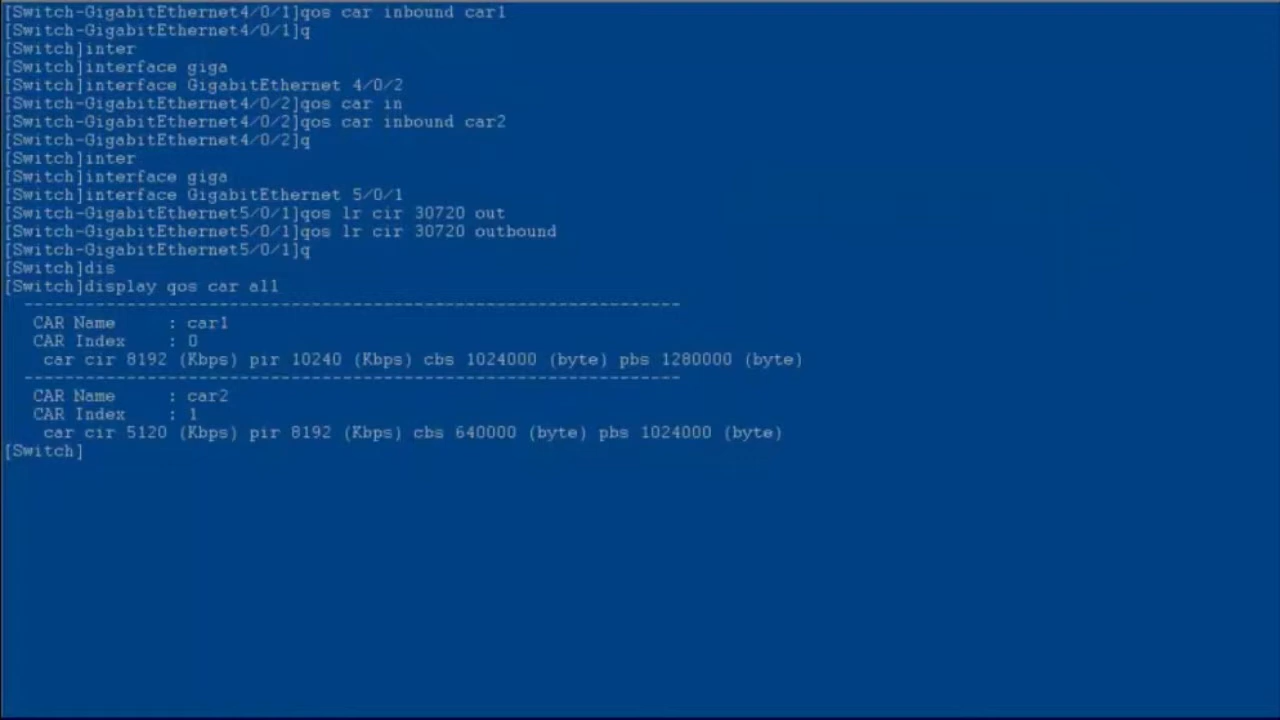 [Switch-GigabitEthernet4/0/1]qos car inbound car1
[Switch-GigabitEthernet4/0/1]q
[Switch]inter
[Switch]interface giga
[Switch]interface GigabitEthernet 4/0/2
[Switch-GigabitEthernet4/0/2]qos car in
[Switch-GigabitEthernet4/0/2]qos car inbound car2
[Switch-GigabitEthernet4/0/2]q
[Switch]inter
[Switch]interface giga
[Switch]interface GigabitEthernet 5/0/1
[Switch-GigabitEthernet5/0/1]qos lr cir 30720 out
[Switch-GigabitEthernet5/0/1]qos lr cir 30720 outbound
[Switch-GigabitEthernet5/0/1]q
[Switch]dis
[Switch]display qos car all
----------------------------------------------------------------
CAR Name     : car1
CAR Index    : 0
car cir 8192 (Kbps) pir 10240 (Kbps) cbs 1024000 (byte) pbs 1280000 (byte)
----------------------------------------------------------------
CAR Name     : car2
CAR Index    : 1
car cir 5120 (Kbps) pir 8192 (Kbps) cbs 640000 (byte) pbs 1024000 (byte)
[Switch]